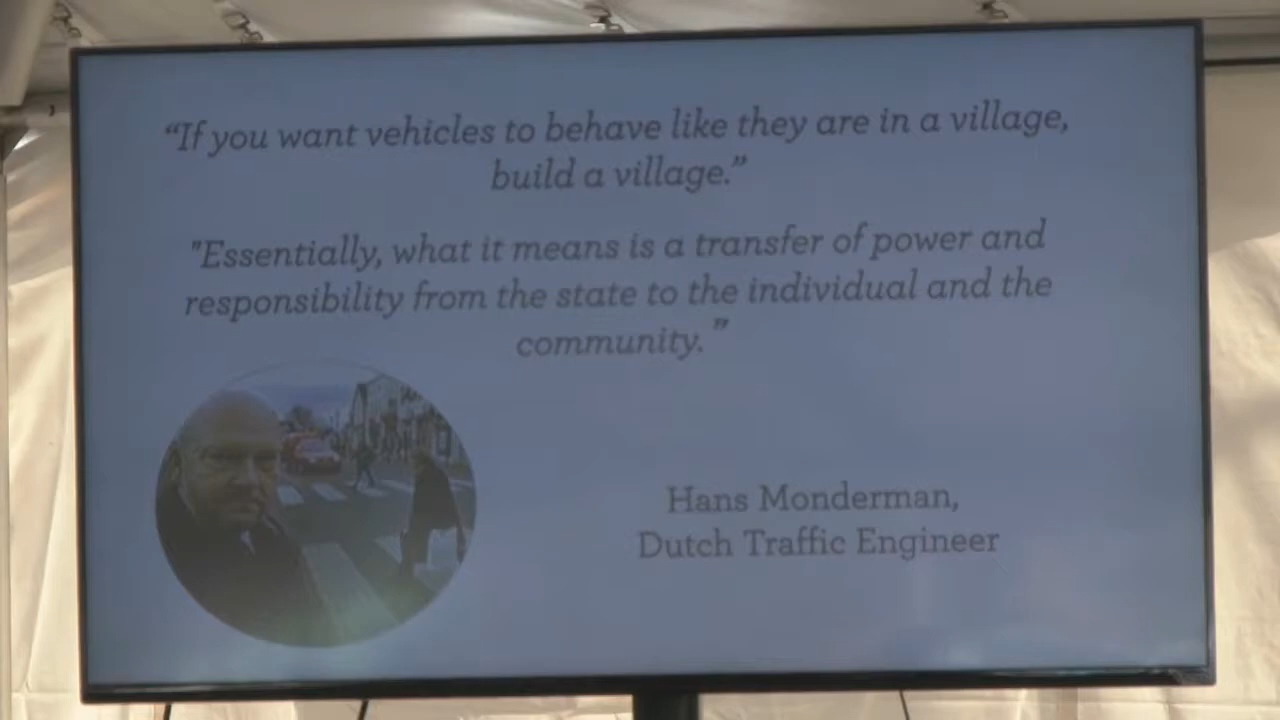 “If you want vehicles to behave like they are in a village,
build a village.”
"Essentially, what it means is a transfer of power and
responsibility from the state to the individual and the
community.”
Hans Monderman,
Dutch Traffic Engineer